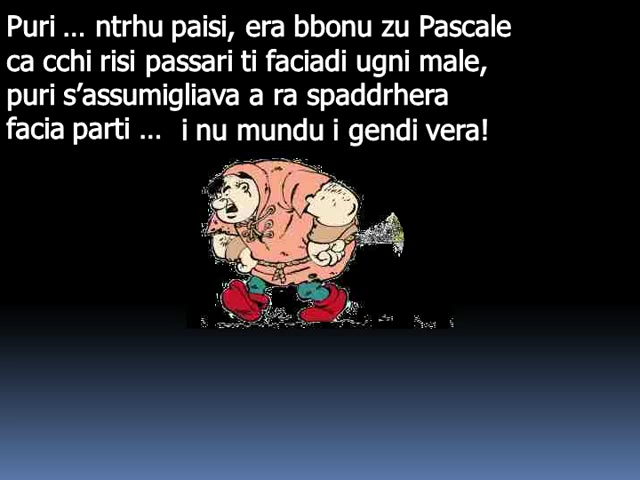 Puri ... ntrhu paisi, era bbonu zu Pascale
ca cchi risi passari ti faciadi ugni male,
puri s’assumigliava a ra spaddrhera
facia parti ... i nu mundu i gendi vera!